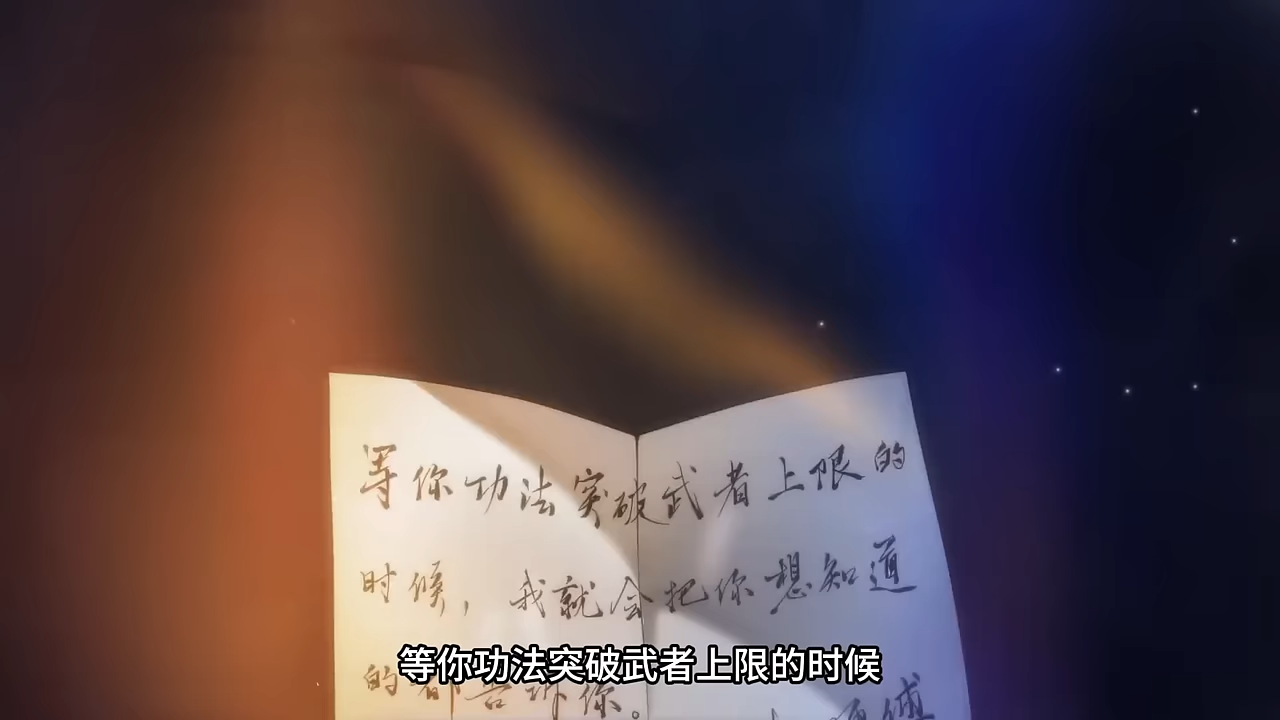 等你功法突破武者上限的
时候，我就会把你想知道
的都告诉你。
等你功法突破武者上限的时候